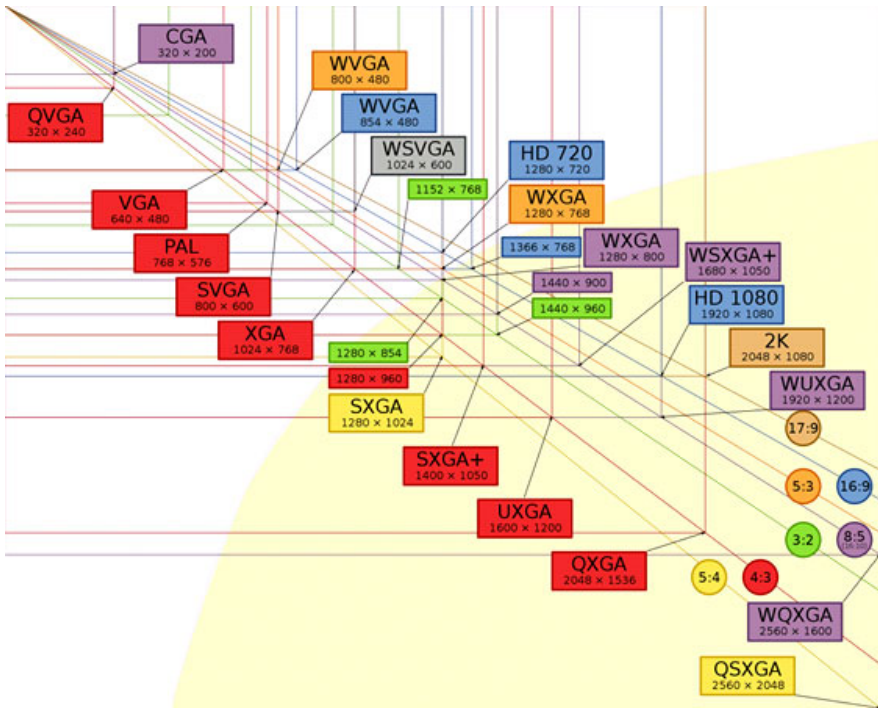 CGA
320 × 200
WVGA
800 × 480
QVGA
320 × 240
WVGA
854 × 480
WSVGA
1024 × 600
HD 720
1280 × 720
1152 × 768
VGA
640 × 480
WXGA
1280 × 768
PAL
768 × 576
1366 × 768
WXGA
1280 × 800
WSXGA+
1680 × 1050
SVGA
800 × 600
1440 × 900
HD 1080
1920 × 1080
1440 × 960
XGA
1024 × 768
2K
2048 × 1080
1280 × 854
1280 × 960
WUXGA
1920 × 1200
SXGA
1280 × 1024
17:9
SXGA+
1400 × 1050
5:3
16:9
UXGA
1600 × 1200
3:2
8:5
(16:10)
QXGA
2048 × 1536
5:4
4:3
WQXGA
2560 × 1600
QSXGA
2560 × 2048